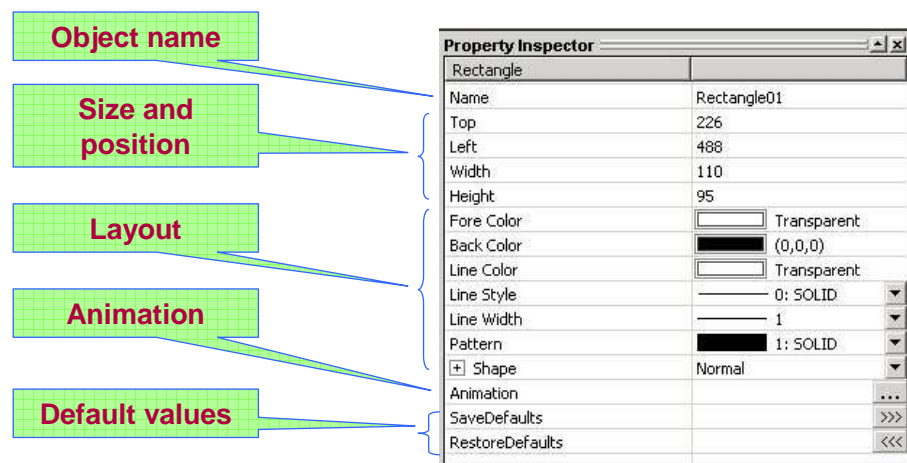 Object name
Size and
position
Layout
Animation
Default values
Property Inspector
Rectangle
Name Rectangle01
Top 226
Left 488
Width 110
Height 95
Fore Color Transparent
Back Color (0,0,0)
Line Color Transparent
Line Style 0: SOLID
Line Width 1
Pattern 1: SOLID
+ Shape Normal
Animation ...
SaveDefaults >>>
RestoreDefaults <<<